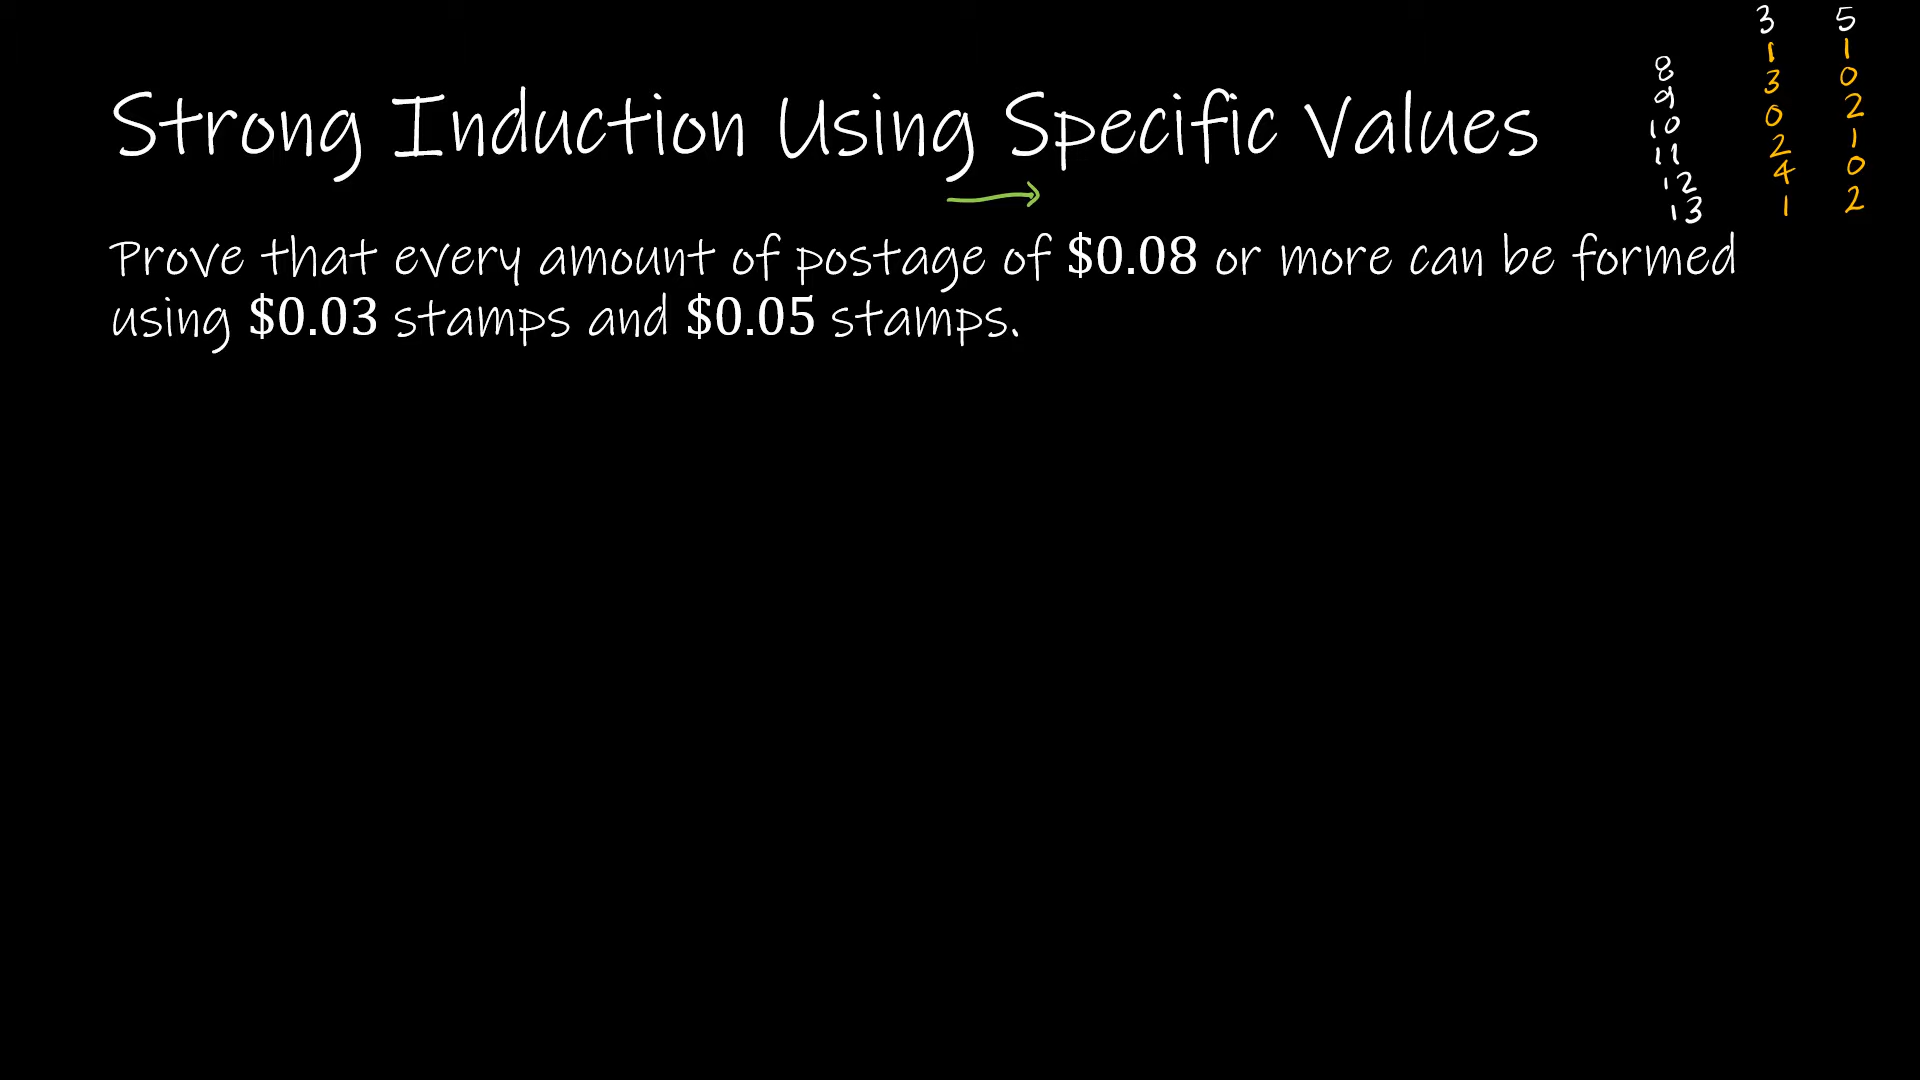 3 5
8 1 1
9 3 0
10 0 2
11 2 1
12 4 0
13 1 2
Strong Induction Using Specific Values
Prove that every amount of postage of $0.08 or more can be formed
using $0.03 stamps and $0.05 stamps.